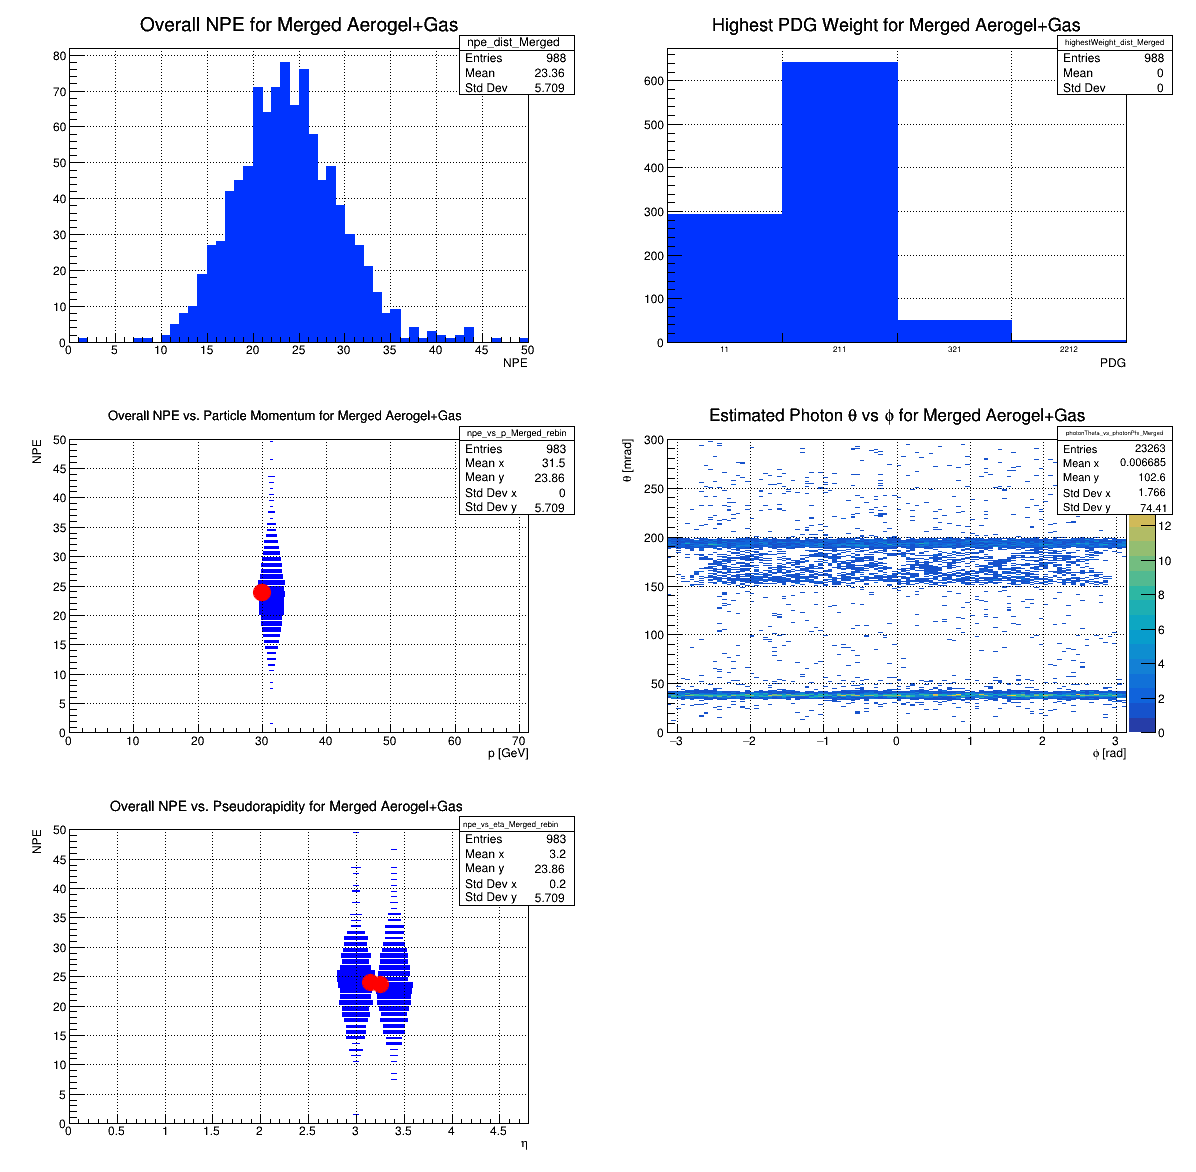 Overall NPE for Merged Aerogel+Gas
npe_dist_Merged
Entries 988
Mean 23.36
Std Dev 5.709
80
70
60
50
40
30
20
10
0
0 5 10 15 20 25 30 35 40 45 50
NPE
Highest PDG Weight for Merged Aerogel+Gas
highestWeight_dist_Merged
Entries 988
Mean 0
Std Dev 0
600
500
400
300
200
100
0
11 211 321 2212
PDG
Overall NPE vs. Particle Momentum for Merged Aerogel+Gas
npe_vs_p_Merged_rebin
Entries 983
Mean x 31.5
Mean y 23.86
Std Dev x 0
Std Dev y 5.709
NPE
50
45
40
35
30
25
20
15
10
5
0
0 10 20 30 40 50 60 70
p [GeV]
Estimated Photon θ vs ϕ for Merged Aerogel+Gas
photonTheta_vs_photonPhi_Merged
Entries 23263
Mean x 0.006685
Mean y 102.6
Std Dev x 1.766
Std Dev y 74.41
θ [mrad]
300
250
200
150
100
50
0
−3 −2 −1 0 1 2 3
ϕ [rad]
12
10
8
6
4
2
0
Overall NPE vs. Pseudorapidity for Merged Aerogel+Gas
npe_vs_eta_Merged_rebin
Entries 983
Mean x 3.2
Mean y 23.86
Std Dev x 0.2
Std Dev y 5.709
NPE
50
45
40
35
30
25
20
15
10
5
0
0 0.5 1 1.5 2 2.5 3 3.5 4 4.5
η